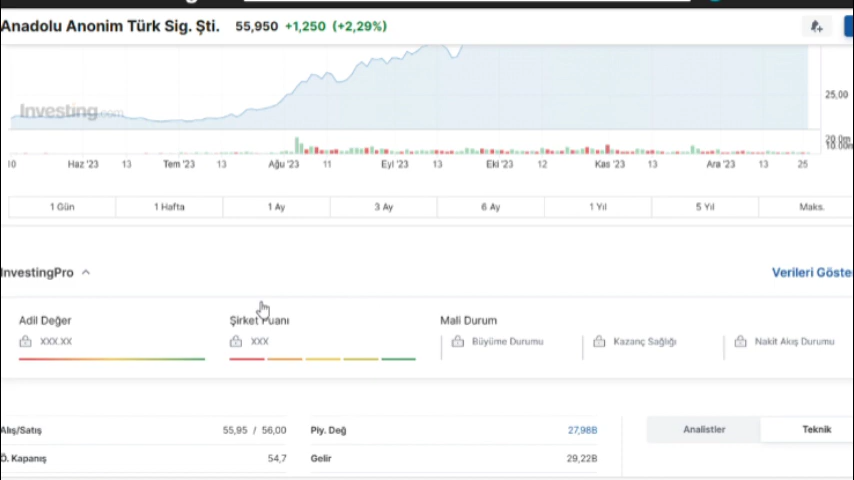 Anadolu Anonim Türk Sig. Şti. 55,950 +1,250 (+2,29%)
25,00
Investing.com
20.0m
10.00m
Haz '23 13 Tem '23 13 Ağu '23 11 Eyl '23 13 Eki '23 12 Kas '23 13 Ara '23 13 25
1 Gün 1 Hafta 1 Ay 3 Ay 6 Ay 1 Yıl 5 Yıl Maks.
InvestingPro Verileri Göste
Adil Değer Şirket Puanı Mali Durum
XXX.XX XXX Büyüme Durumu Kazanç Sağlığı Nakit Akış Durumu
Alış/Satış 55,95 / 56,00 Piy. Değ 27,98B Analistler Teknik
Ö. Kapanış 54,7 Gelir 29,22B